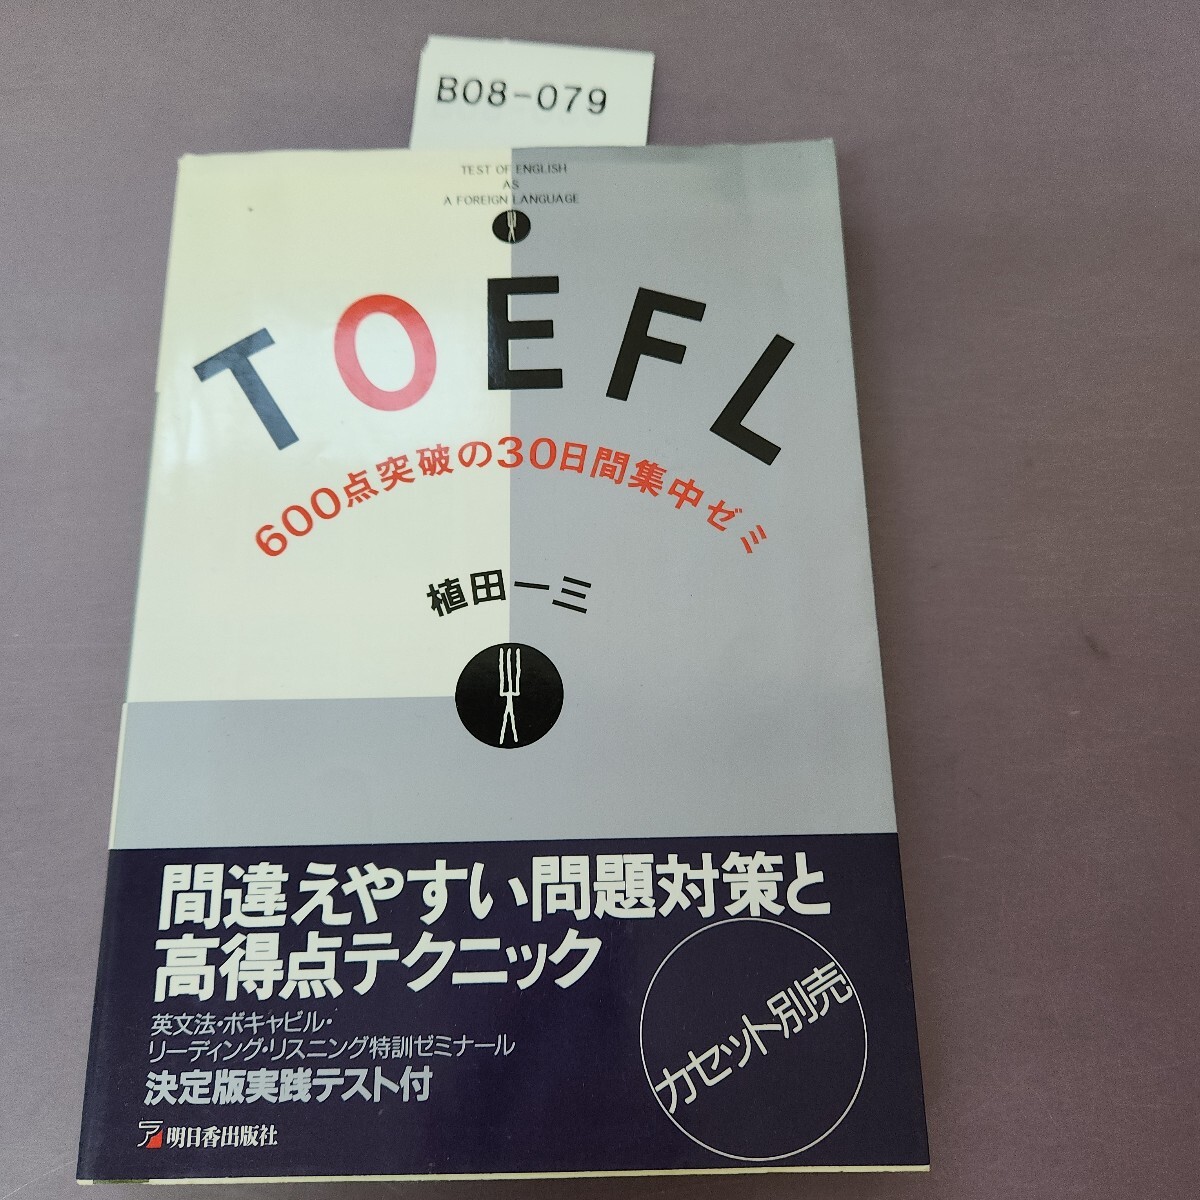 B08-079
TEST OF ENGLISH
AS
A FOREIGN LANGUAGE
TOEFL
600点突破の30日間集中ゼミ
植田一三
間違えやすい問題対策と
高得点テクニック
英文法・ボキャビル・
リーディング・リスニング特訓ゼミナール
決定版実践テスト付
カセット別売
ア 明日香出版社